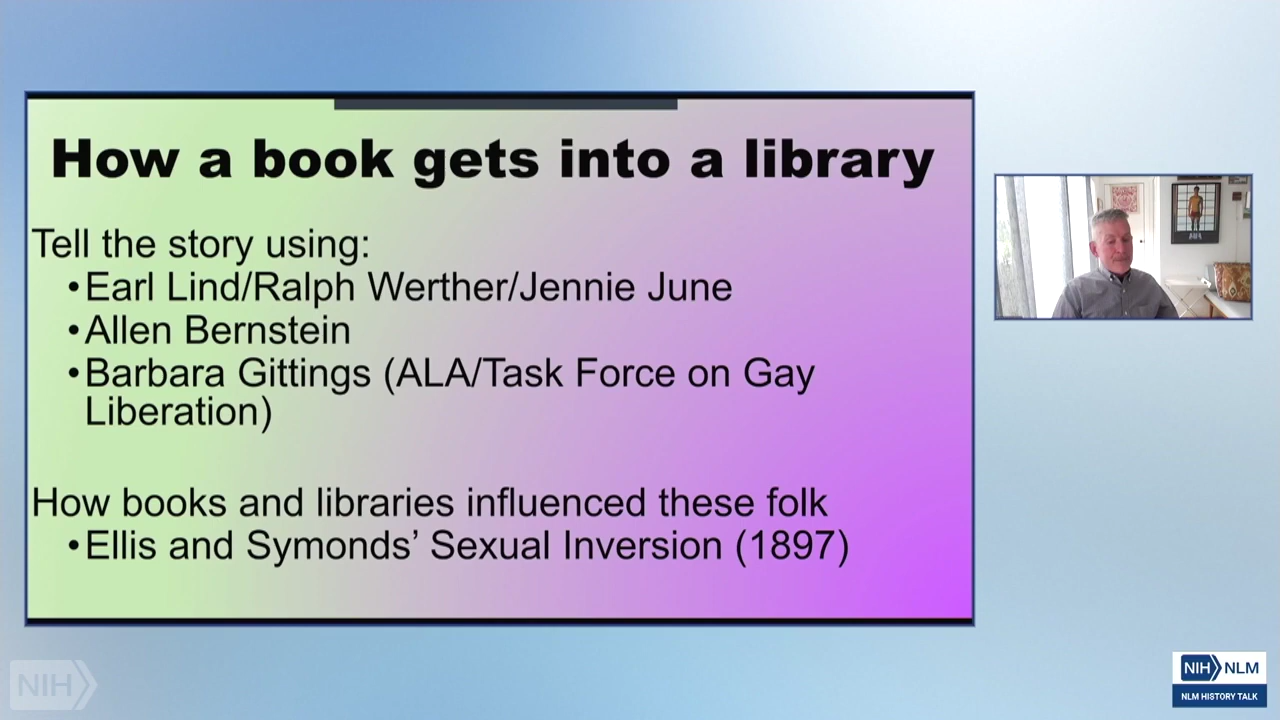 How a book gets into a library
Tell the story using:
•Earl Lind/Ralph Werther/Jennie June
•Allen Bernstein
•Barbara Gittings (ALA/Task Force on Gay
Liberation)
How books and libraries influenced these folk
•Ellis and Symonds’ Sexual Inversion (1897)
NIH
NIH NLM
NLM HISTORY TALK